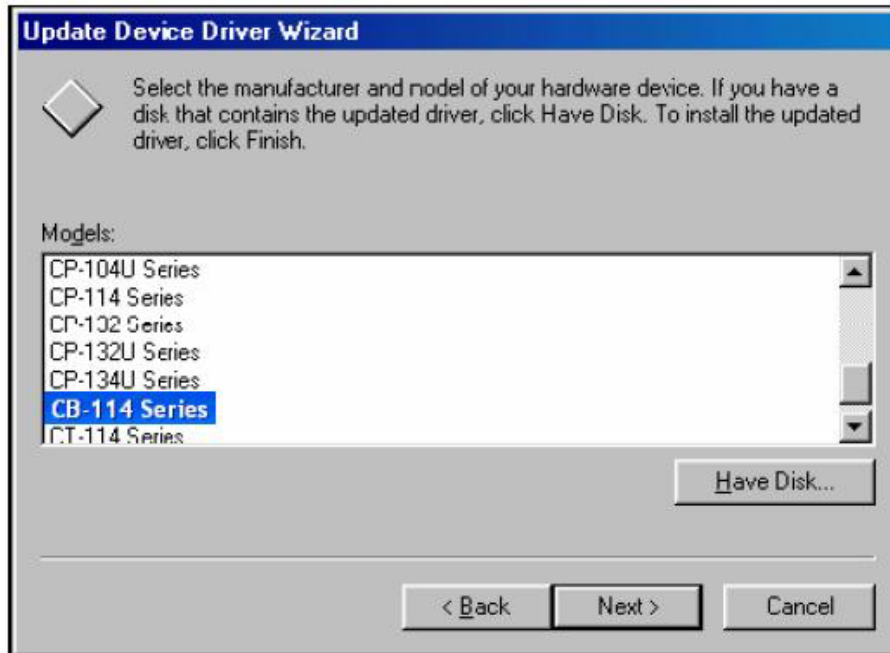 Update Device Driver Wizard
Select the manufacturer and model of your hardware device. If you have a
disk that contains the updated driver, click Have Disk. To install the updated
driver, click Finish.
Models:
CP-104U Series
CP-114 Series
CP-132 Series
CP-132U Series
CP-134U Series
CB-114 Series
CT-114 Series
Have Disk...
< Back
Next >
Cancel